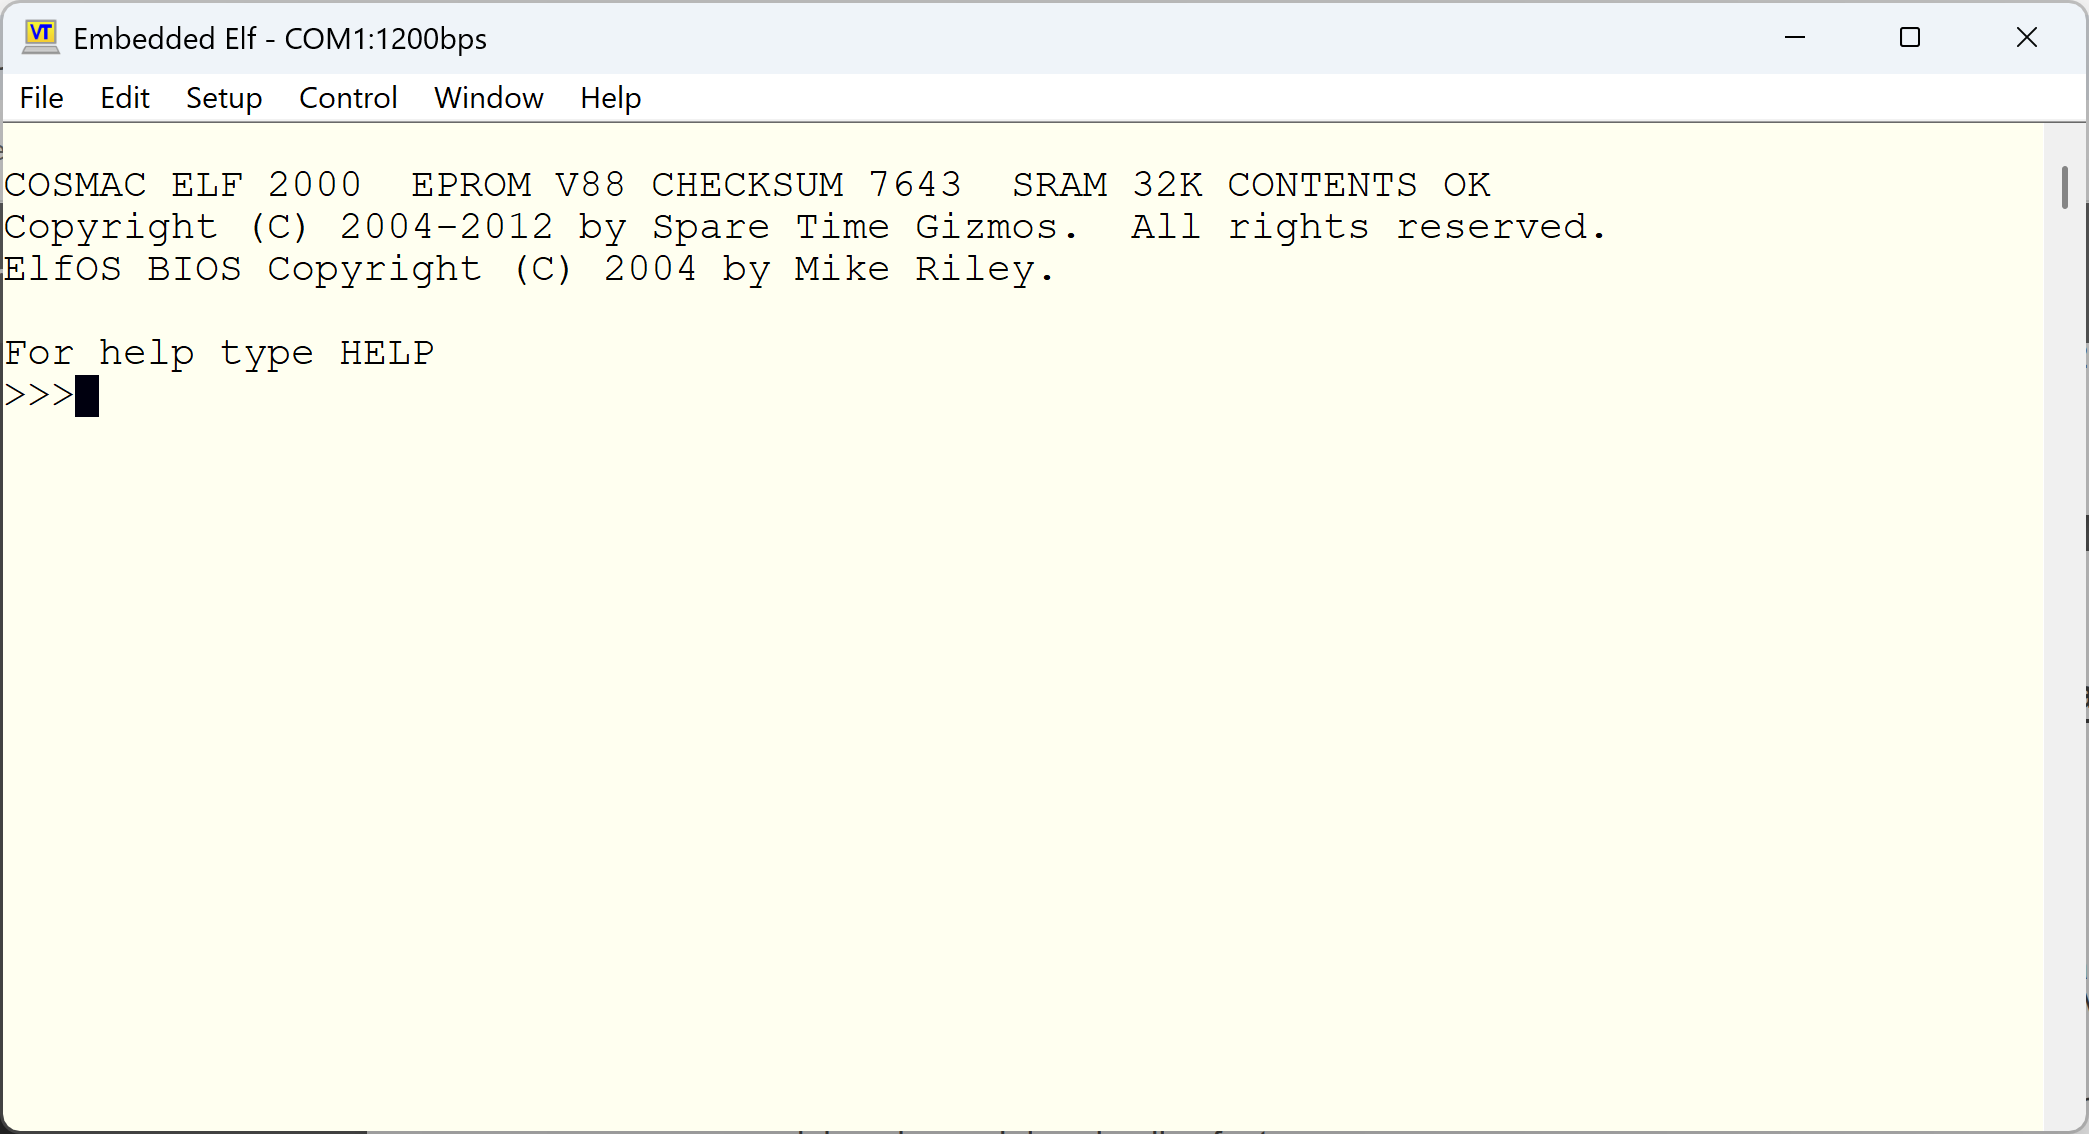 VT Embedded Elf - COM1:1200bps
File Edit Setup Control Window Help
COSMAC ELF 2000  EPROM V88 CHECKSUM 7643  SRAM 32K CONTENTS OK
Copyright (C) 2004-2012 by Spare Time Gizmos.  All rights reserved.
ElfOS BIOS Copyright (C) 2004 by Mike Riley.
For help type HELP
>>>